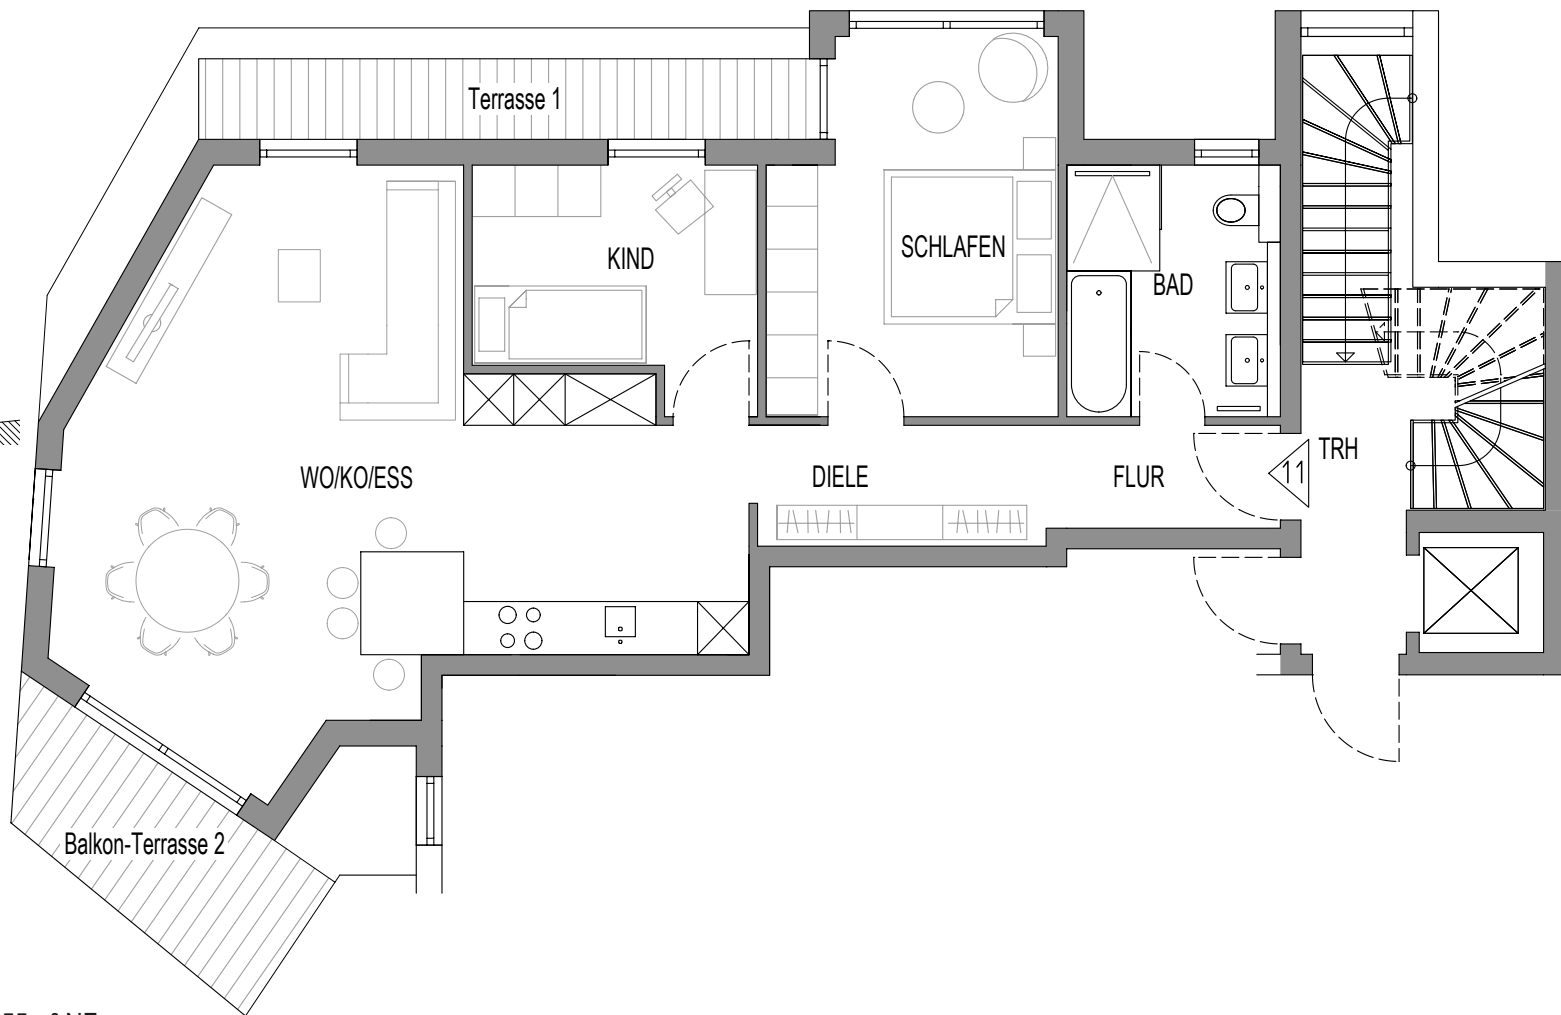 Terrasse 1
KIND
SCHLAFEN
BAD
WO/KO/ESS
DIELE
FLUR
11
TRH
Balkon-Terrasse 2